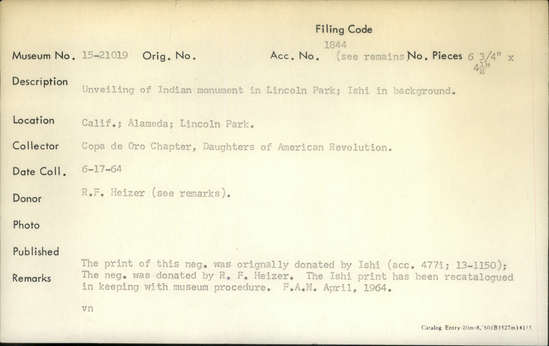 Filing Code
1844
Museum No. 15-21019 Orig. No. Acc. No. (see remains) No. Pieces 6 3/4" x
4½"
Description Unveiling of Indian monument in Lincoln Park; Ishi in background.
Location Calif.; Alameda; Lincoln Park.
Collector Copa de Oro Chapter, Daughters of American Revolution.
Date Coll. 6-17-64
Donor R.F. Heizer (see remarks).
Photo
Published
Remarks The print of this neg. was orignally donated by Ishi (acc. 4771; 13-1150);
The neg. was donated by R. F. Heizer. The Ishi print has been recatalogued
in keeping with museum procedure. F.A.N. April, 1964.
vn
Catalog Entry